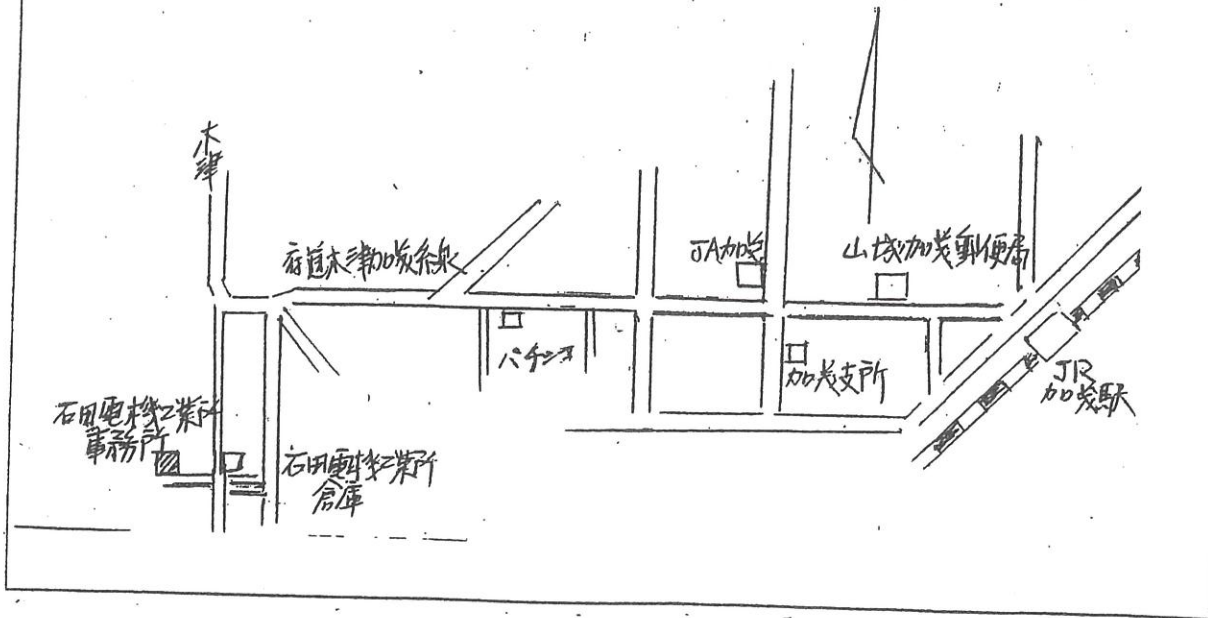 木津
府道木津加茂線
JA加茂
山城加茂郵便局
パチンコ
加茂支所
JR
加茂駅
石田電機工業所
事務所
石田電機工業所
倉庫